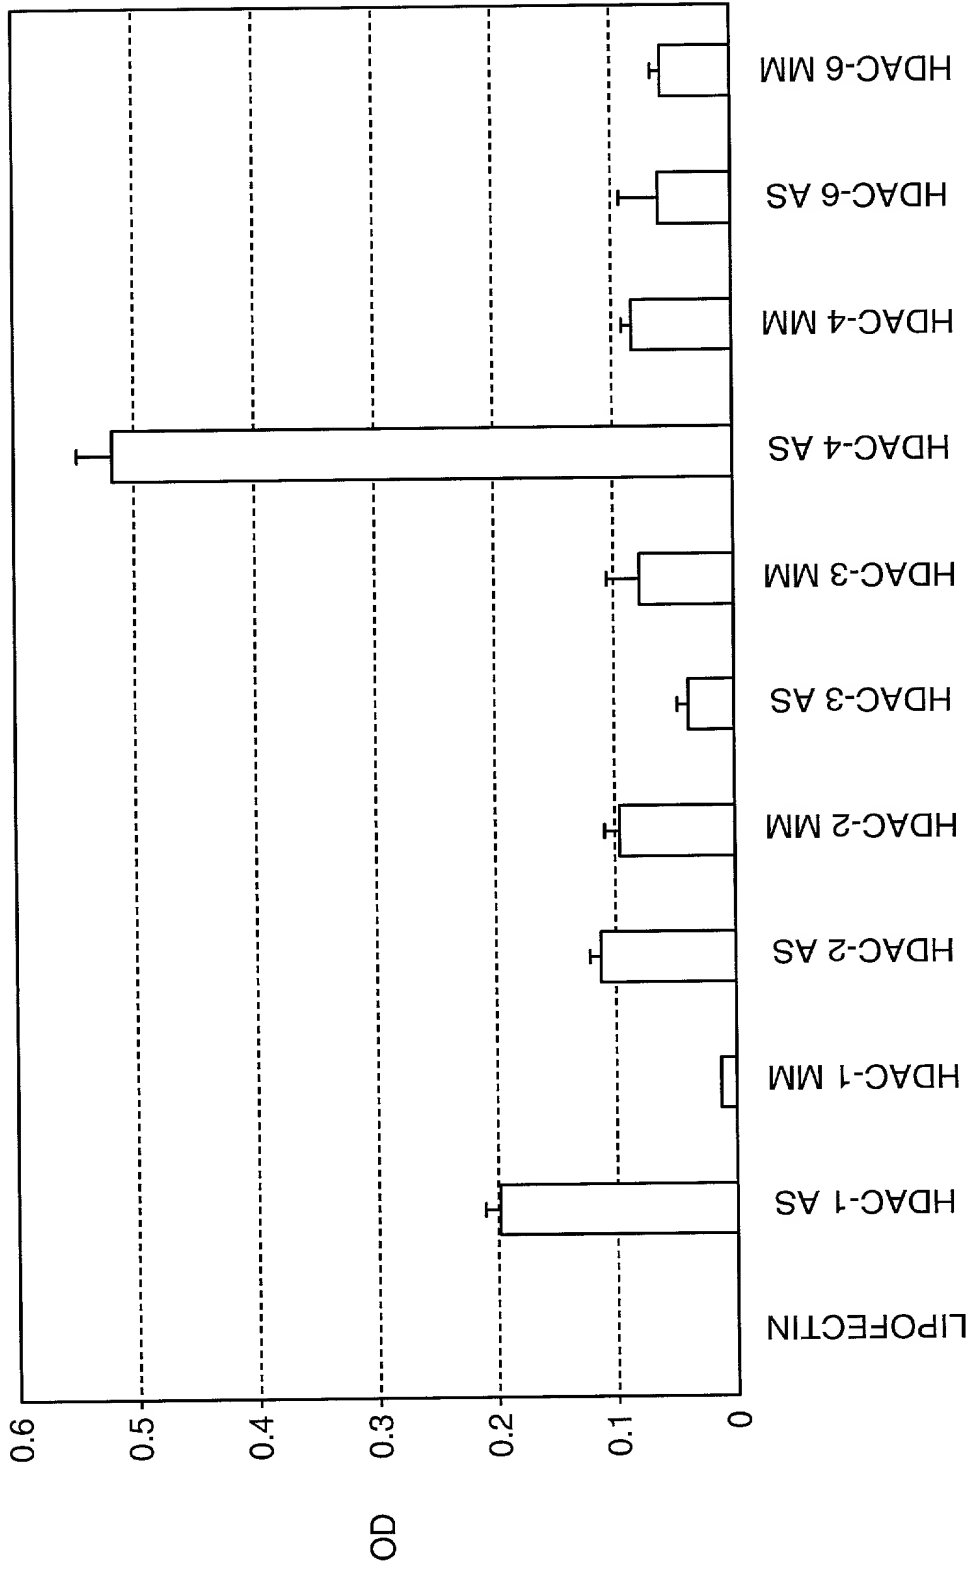 OD
0.6
0.5
0.4
0.3
0.2
0.1
0
LIPOFECTIN
HDAC-1 AS
HDAC-1 MM
HDAC-2 AS
HDAC-2 MM
HDAC-3 AS
HDAC-3 MM
HDAC-4 AS
HDAC-4 MM
HDAC-6 AS
HDAC-6 MM